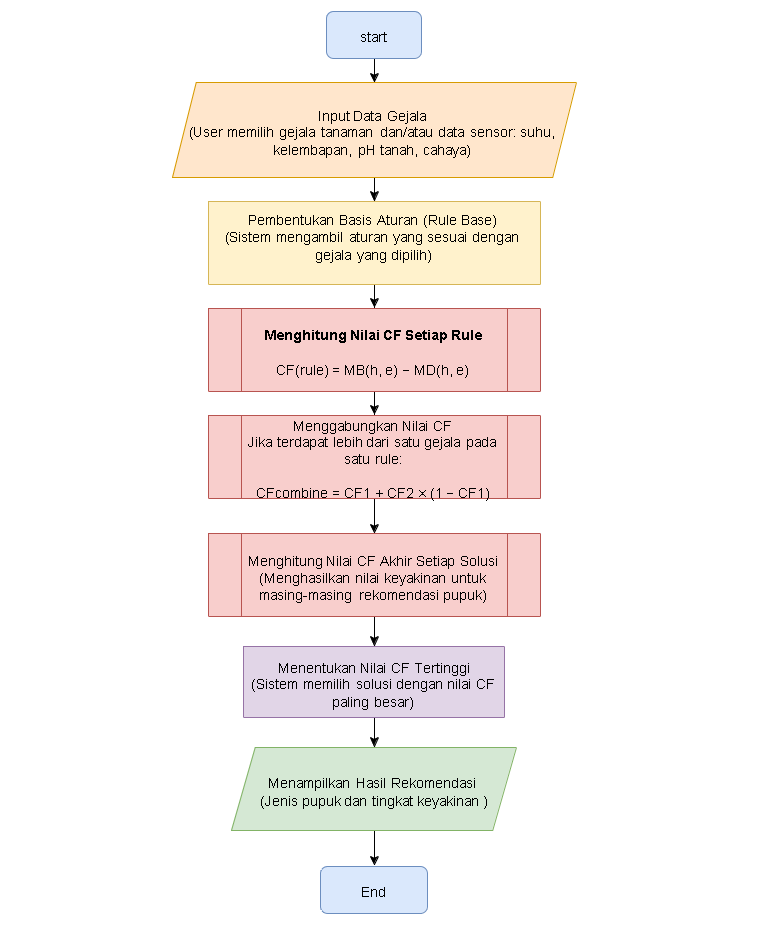 start
Input Data Gejala
(User memilih gejala tanaman dan/atau data sensor: suhu,
kelembapan, pH tanah, cahaya)
Pembentukan Basis Aturan (Rule Base)
(Sistem mengambil aturan yang sesuai dengan
gejala yang dipilih)
Menghitung Nilai CF Setiap Rule
CF(rule) = MB(h, e) − MD(h, e)
Menggabungkan Nilai CF
Jika terdapat lebih dari satu gejala pada
satu rule:
CFcombine = CF1 + CF2 × (1 − CF1)
Menghitung Nilai CF Akhir Setiap Solusi
(Menghasilkan nilai keyakinan untuk
masing-masing rekomendasi pupuk)
Menentukan Nilai CF Tertinggi
(Sistem memilih solusi dengan nilai CF
paling besar)
Menampilkan Hasil Rekomendasi
(Jenis pupuk dan tingkat keyakinan )
End